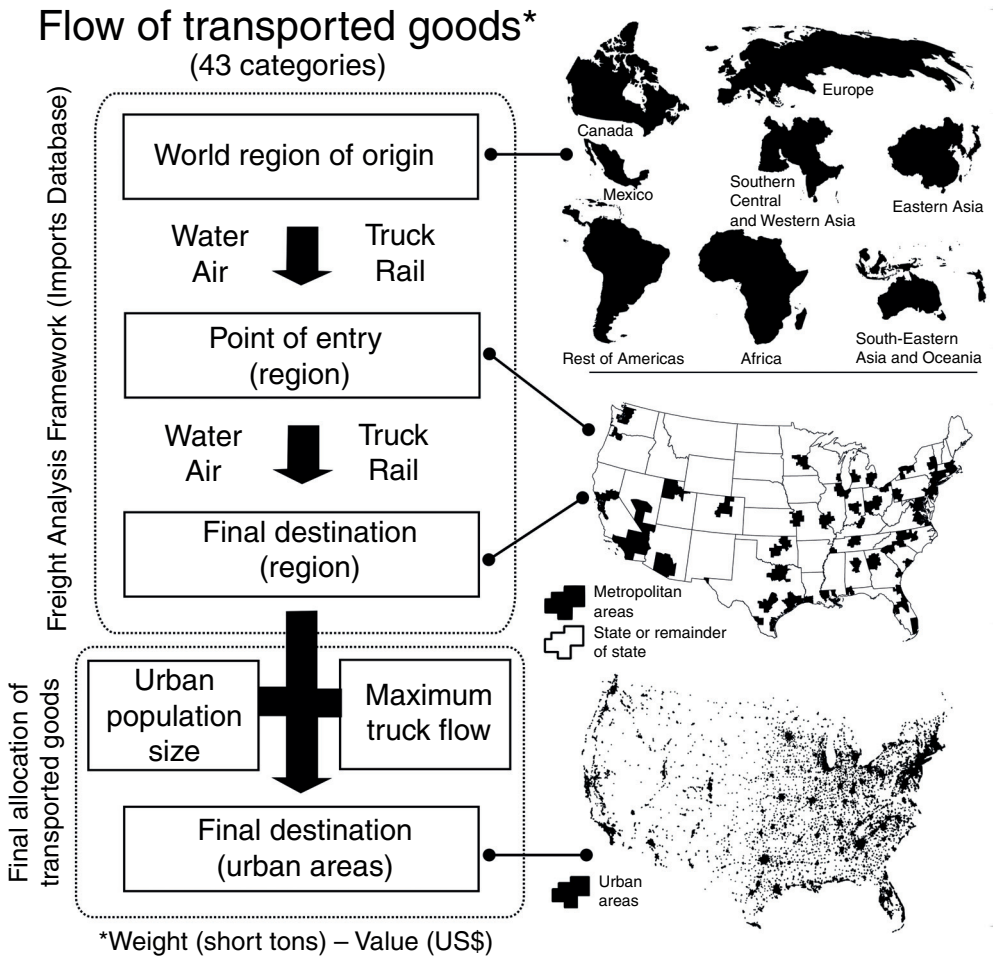 Flow of transported goods*
(43 categories)
Freight Analysis Framework (Imports Database)
World region of origin
Water
Air
Truck
Rail
Point of entry
(region)
Water
Air
Truck
Rail
Final destination
(region)
Final allocation of
transported goods
Urban
population
size
Maximum
truck flow
Final destination
(urban areas)
*Weight (short tons) – Value (US$)
Canada
Europe
Mexico
Southern
Central
and Western Asia
Eastern Asia
Rest of Americas
Africa
South-Eastern
Asia and Oceania
Metropolitan
areas
State or remainder
of state
Urban
areas